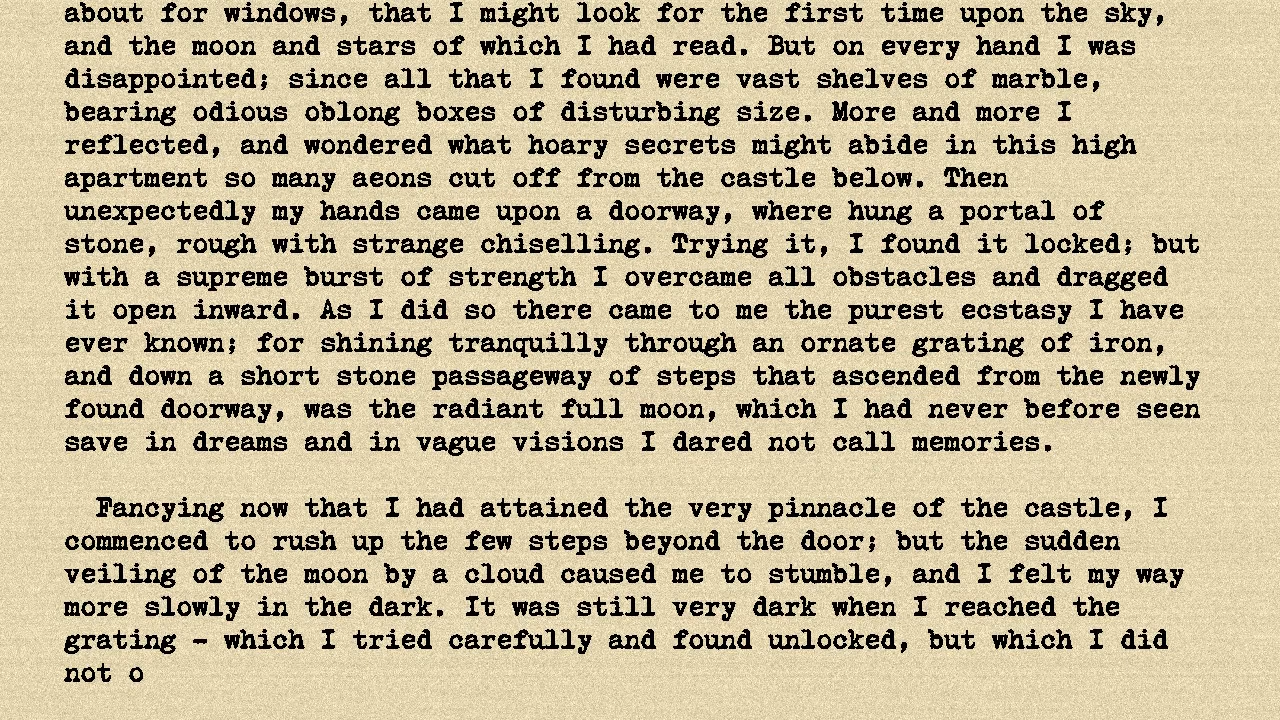 about for windows, that I might look for the first time upon the sky,
and the moon and stars of which I had read. But on every hand I was
disappointed; since all that I found were vast shelves of marble,
bearing odious oblong boxes of disturbing size. More and more I
reflected, and wondered what hoary secrets might abide in this high
apartment so many aeons cut off from the castle below. Then
unexpectedly my hands came upon a doorway, where hung a portal of
stone, rough with strange chiselling. Trying it, I found it locked; but
with a supreme burst of strength I overcame all obstacles and dragged
it open inward. As I did so there came to me the purest ecstasy I have
ever known; for shining tranquilly through an ornate grating of iron,
and down a short stone passageway of steps that ascended from the newly
found doorway, was the radiant full moon, which I had never before seen
save in dreams and in vague visions I dared not call memories.
Fancying now that I had attained the very pinnacle of the castle, I
commenced to rush up the few steps beyond the door; but the sudden
veiling of the moon by a cloud caused me to stumble, and I felt my way
more slowly in the dark. It was still very dark when I reached the
grating – which I tried carefully and found unlocked, but which I did
not o